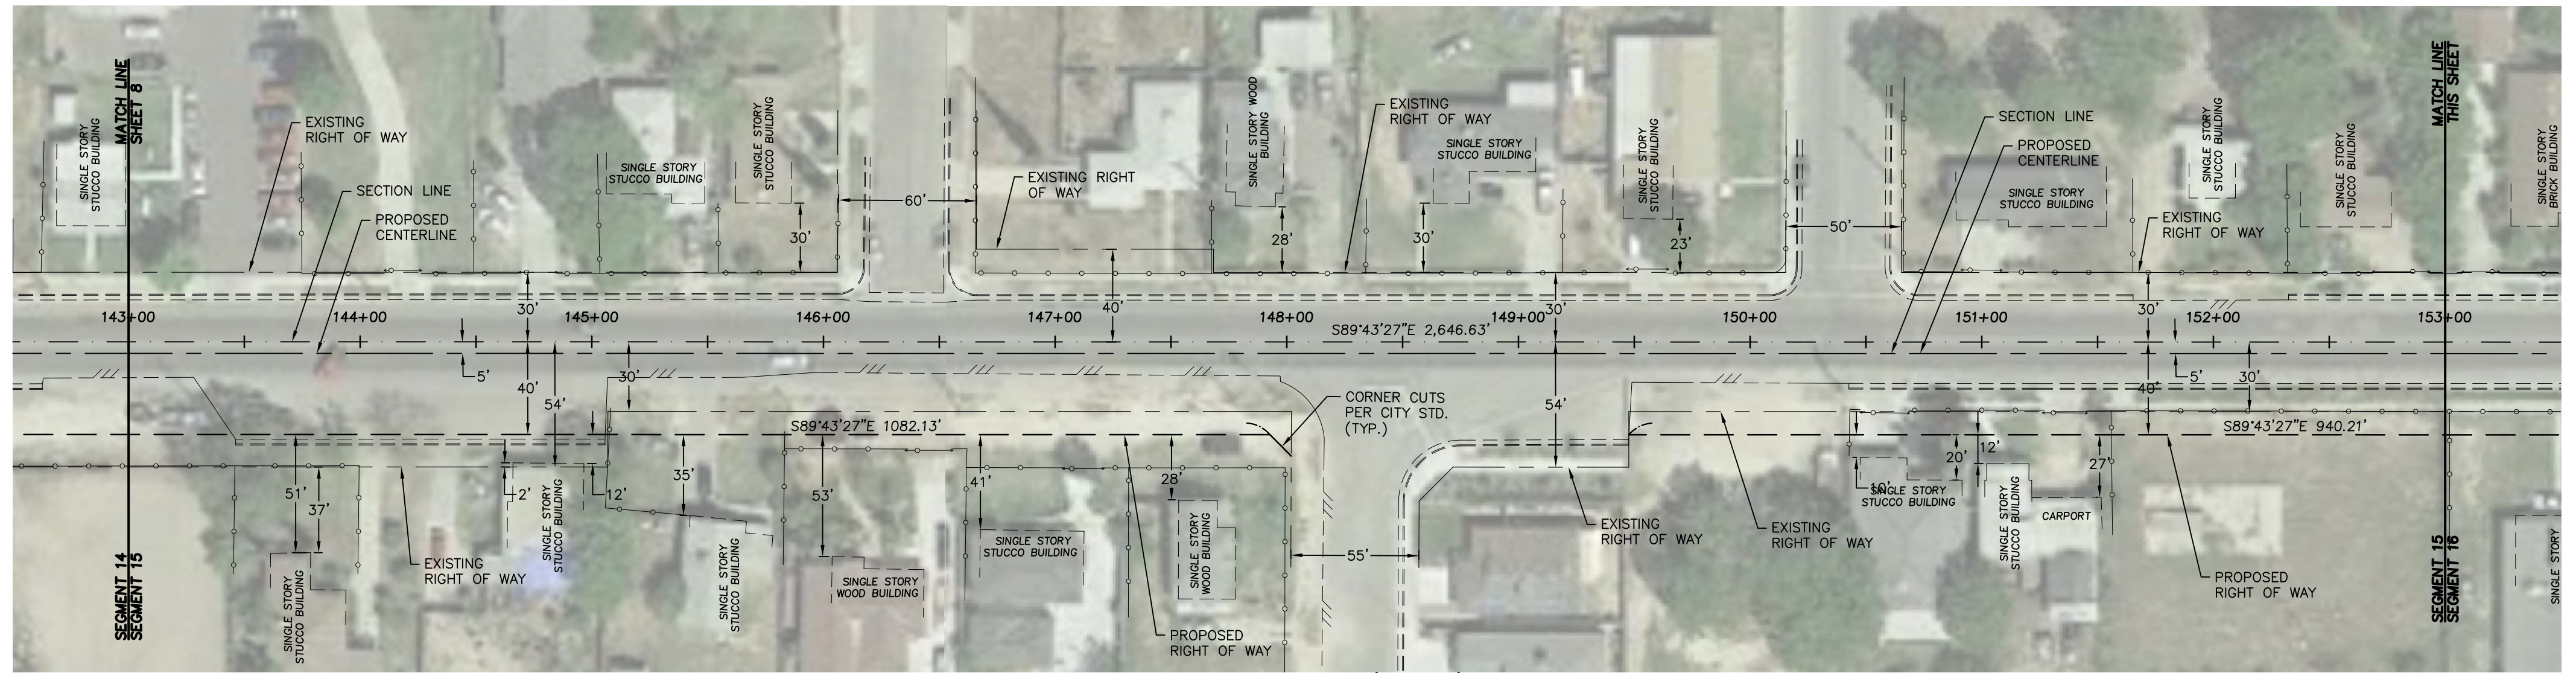 MATCH LINE
SHEET 8
SINGLE STORY
STUCCO BUILDING
EXISTING
RIGHT OF WAY
SECTION LINE
PROPOSED
CENTERLINE
SINGLE STORY
STUCCO BUILDING
SINGLE STORY
STUCCO BUILDING
30'
60'
EXISTING RIGHT
OF WAY
SINGLE STORY WOOD
BUILDING
28'
EXISTING
RIGHT OF WAY
SINGLE STORY
STUCCO BUILDING
30'
SINGLE STORY
STUCCO BUILDING
23'
50'
SECTION LINE
PROPOSED
CENTERLINE
SINGLE STORY
STUCCO BUILDING
SINGLE STORY
STUCCO BUILDING
EXISTING
RIGHT OF WAY
SINGLE STORY
STUCCO BUILDING
MATCH LINE
THIS SHEET
SINGLE STORY
BRICK BUILDING
30'
40'
30'
30'
143+00
144+00
145+00
146+00
147+00
148+00
149+00
150+00
151+00
152+00
153+00
S89°43'27"E 2,646.63'
5'
40'
54'
30'
54'
40'
5'
30'
CORNER CUTS
PER CITY STD.
(TYP.)
S89°43'27"E 1082.13'
S89°43'27"E 940.21'
51'
37'
2'
12'
35'
53'
41'
28'
10'
20'
12'
27'
SEGMENT 14
SEGMENT 15
SINGLE STORY
STUCCO BUILDING
EXISTING
RIGHT OF WAY
SINGLE STORY
STUCCO BUILDING
SINGLE STORY
STUCCO BUILDING
SINGLE STORY
WOOD BUILDING
SINGLE STORY
STUCCO BUILDING
SINGLE STORY
WOOD BUILDING
PROPOSED
RIGHT OF WAY
55'
EXISTING
RIGHT OF WAY
EXISTING
RIGHT OF WAY
SINGLE STORY
STUCCO BUILDING
SINGLE STORY
STUCCO BUILDING
CARPORT
PROPOSED
RIGHT OF WAY
SEGMENT 15
SEGMENT 16
SINGLE STORY